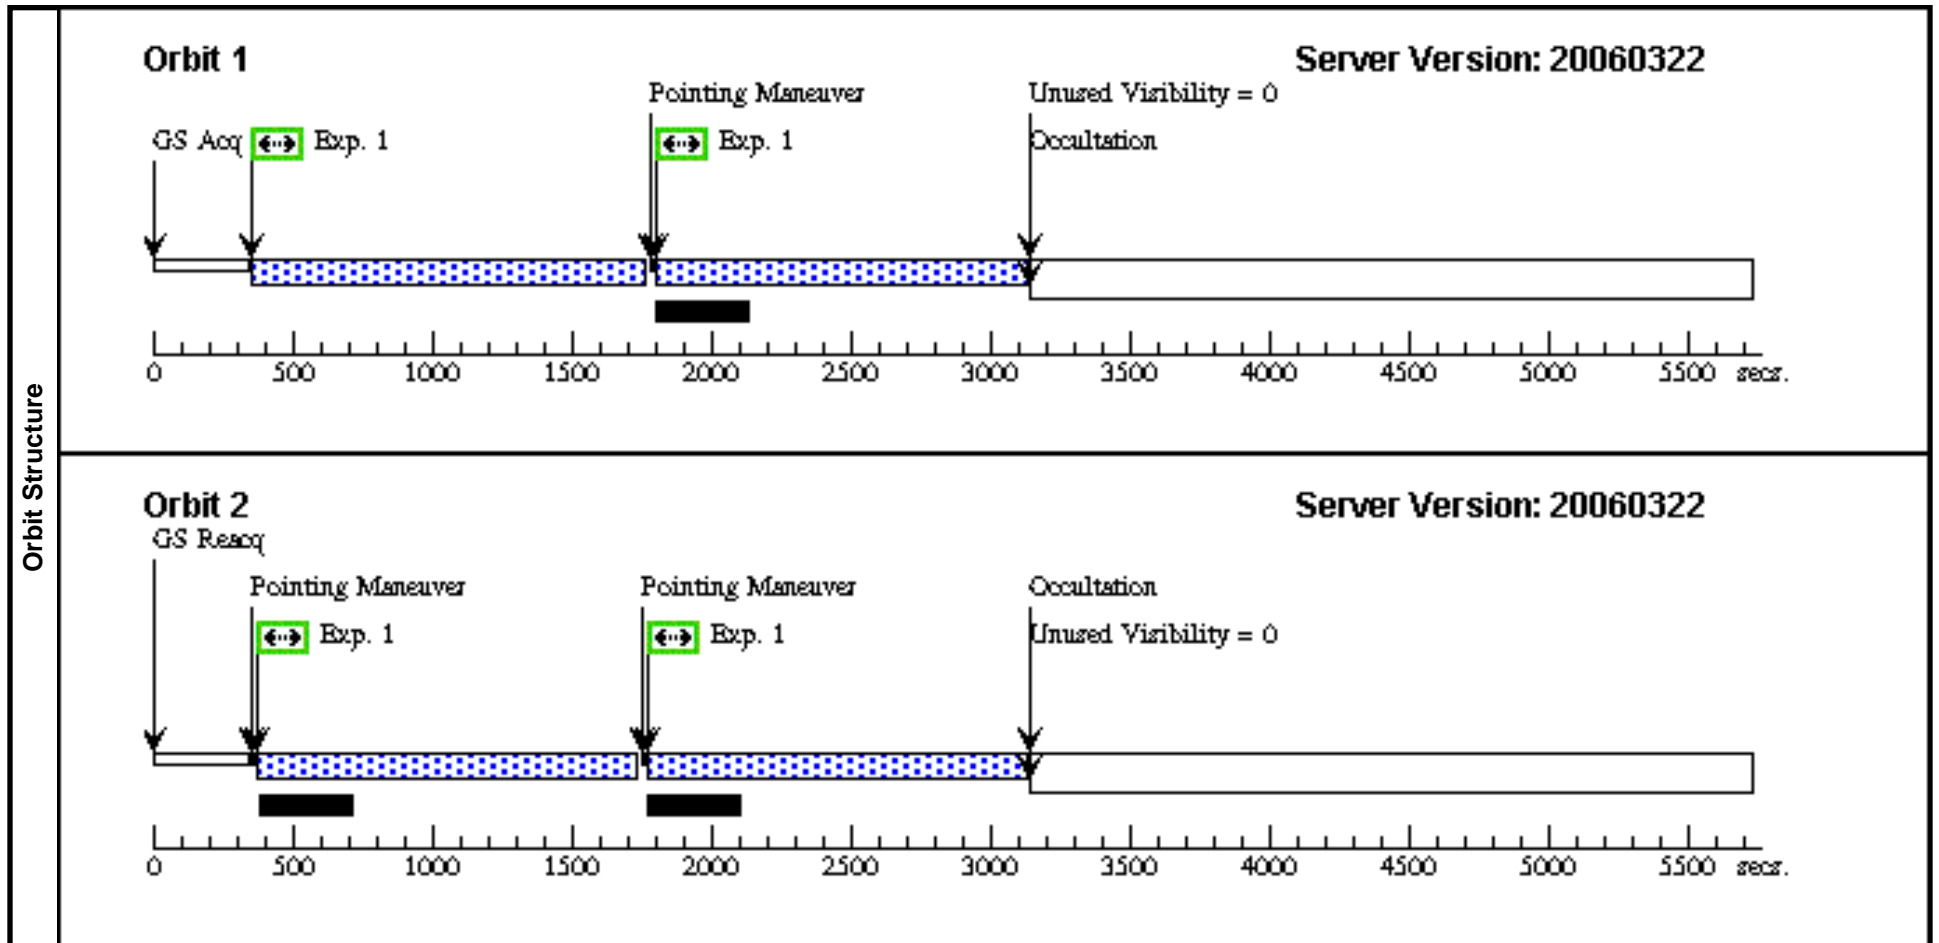 Orbit Structure
Orbit 1
Server Version: 20060322
Pointing Maneuver
Unused Visibility = 0
GS Acq
Exp. 1
Exp. 1
Occultation
0 500 1000 1500 2000 2500 3000 3500 4000 4500 5000 5500 secs.
Orbit 2
Server Version: 20060322
GS Reacq
Pointing Maneuver
Pointing Maneuver
Occultation
Exp. 1
Exp. 1
Unused Visibility = 0
0 500 1000 1500 2000 2500 3000 3500 4000 4500 5000 5500 secs.